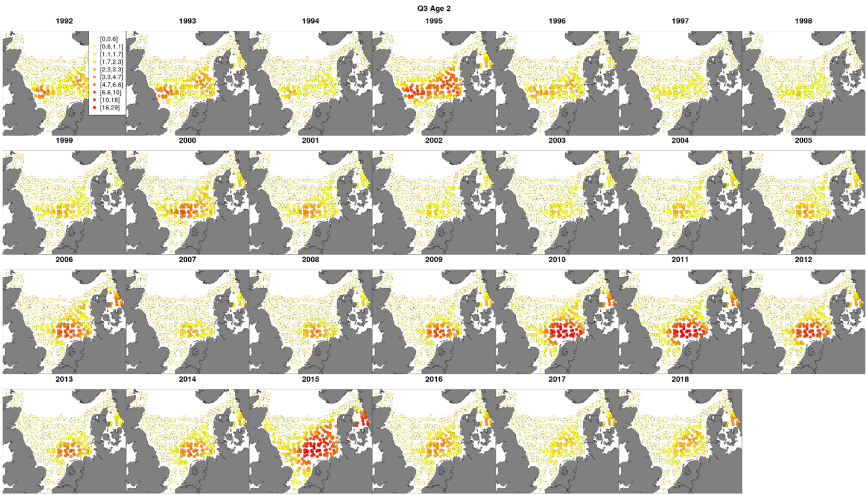 Q3 Age 2
1992 1993 1994 1995 1996 1997 1998
[0,0.6]
(0.6,1.1]
(1.1,1.7]
(1.7,2.3]
(2.3,3.3]
(3.3,4.7]
(4.7,6.6]
(6.6,10]
(10,16]
(16,29]
1999 2000 2001 2002 2003 2004 2005
2006 2007 2008 2009 2010 2011 2012
2013 2014 2015 2016 2017 2018